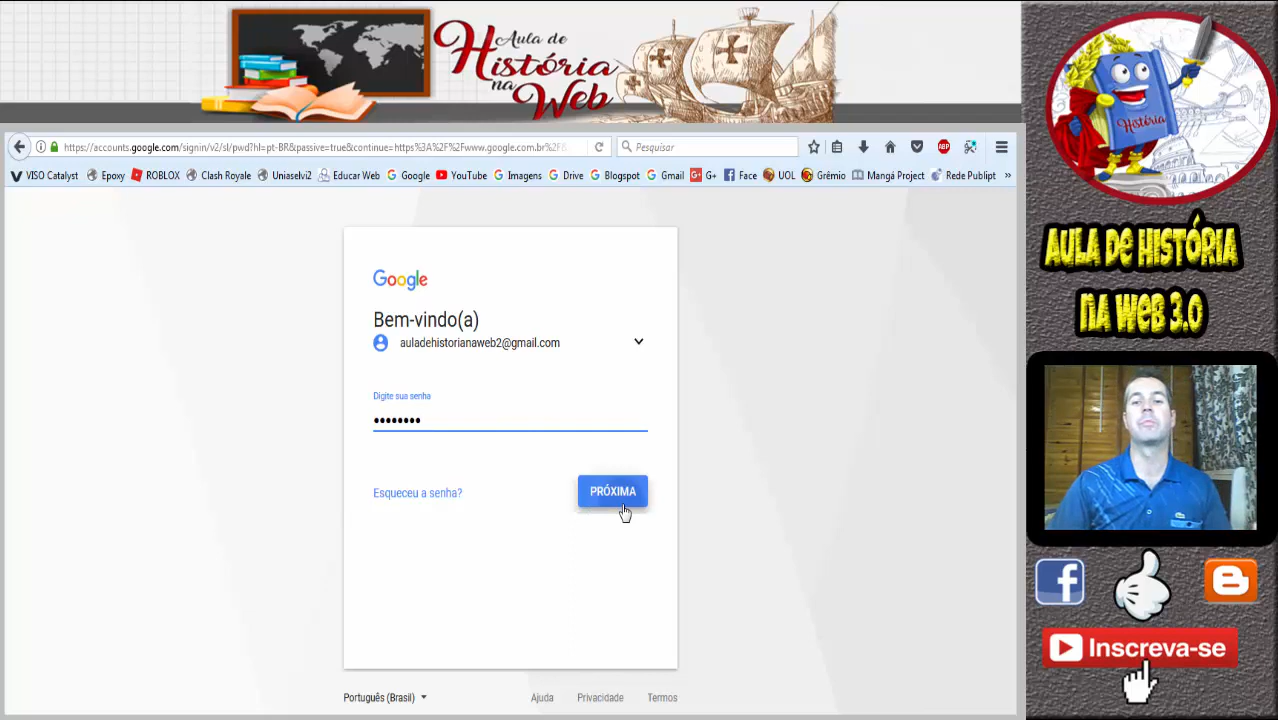 Aula de
História
na
Web
História
https://accounts.google.com/signin/v2/sl/pwd?hl=pt-BR&passive=true&continue=https%3A%2F%2Fwww.google.com.br%2F
Pesquisar
ABP
VISO Catalyst Epoxy ROBLOX Clash Royale Uniaselvi2 Educar Web Google YouTube Imagens Drive Blogspot Gmail G+ Face UOL Grêmio Mangá Project Rede Publipt »
Google
Bem-vindo(a)
auladehistorianaweb2@gmail.com
Digite sua senha
••••••••
Esqueceu a senha?
PRÓXIMA
Português (Brasil)
Ajuda Privacidade Termos
AULA DE HISTÓRIA
NA WEB 3.0
Inscreva-se